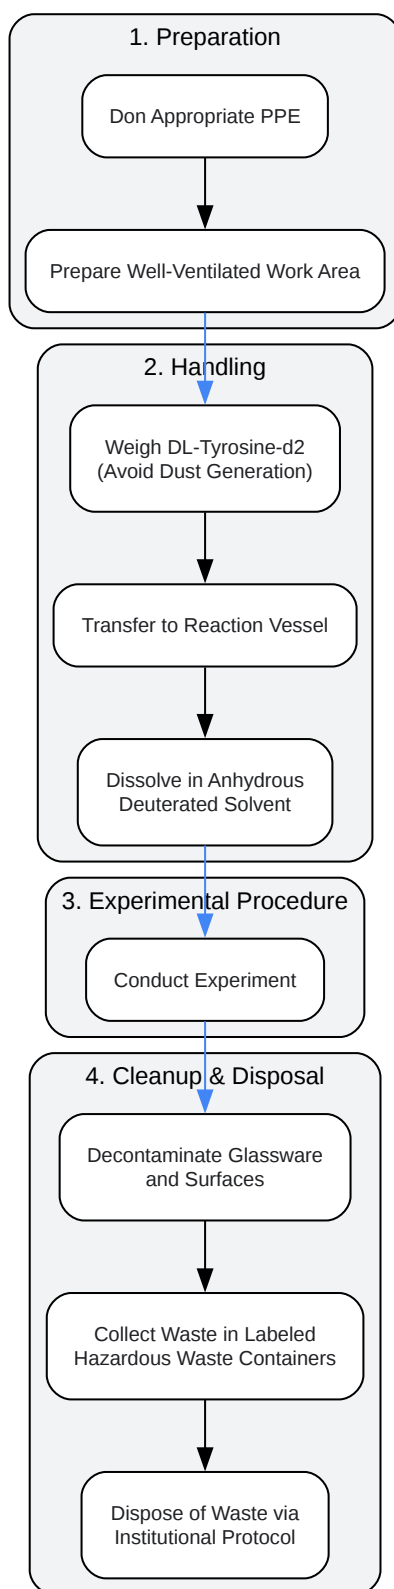 1. Preparation
Don Appropriate PPE
Prepare Well-Ventilated Work Area
2. Handling
Weigh DL-Tyrosine-d2
(Avoid Dust Generation)
Transfer to Reaction Vessel
Dissolve in Anhydrous
Deuterated Solvent
3. Experimental Procedure
Conduct Experiment
4. Cleanup & Disposal
Decontaminate Glassware
and Surfaces
Collect Waste in Labeled
Hazardous Waste Containers
Dispose of Waste via
Institutional Protocol